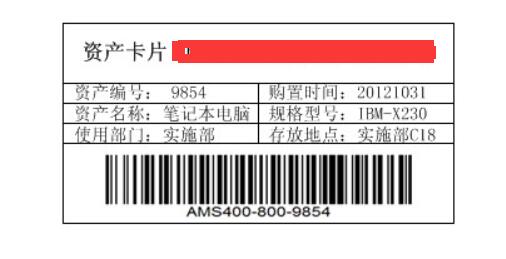 资产卡片
资产编号： 9854 购置时间：20121031
资产名称：笔记本电脑 规格型号：IBM-X230
使用部门：实施部 存放地点：实施部C18
AMS400-800-9854